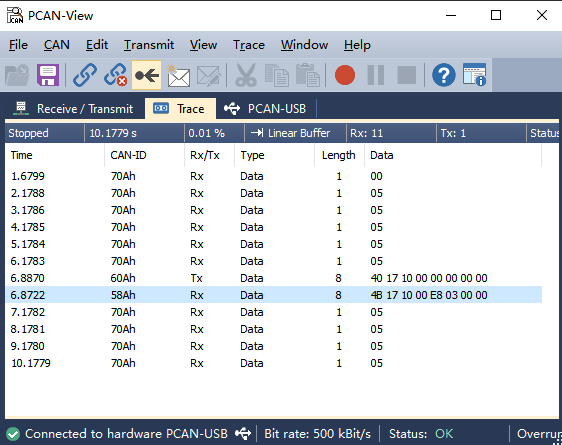 PCAN-View
File CAN Edit Transmit View Trace Window Help
Receive / Transmit Trace PCAN-USB
Stopped 10.1779 s 0.01 % Linear Buffer Rx: 11 Tx: 1 Status
Time CAN-ID Rx/Tx Type Length Data
1.6799 70Ah Rx Data 1 00
2.1788 70Ah Rx Data 1 05
3.1786 70Ah Rx Data 1 05
4.1785 70Ah Rx Data 1 05
5.1784 70Ah Rx Data 1 05
6.1783 70Ah Rx Data 1 05
6.8870 60Ah Tx Data 8 40 17 10 00 00 00 00 00
6.8722 58Ah Rx Data 8 4B 17 10 00 E8 03 00 00
7.1782 70Ah Rx Data 1 05
8.1781 70Ah Rx Data 1 05
9.1780 70Ah Rx Data 1 05
10.1779 70Ah Rx Data 1 05
Connected to hardware PCAN-USB Bit rate: 500 kBit/s Status: OK Overrup